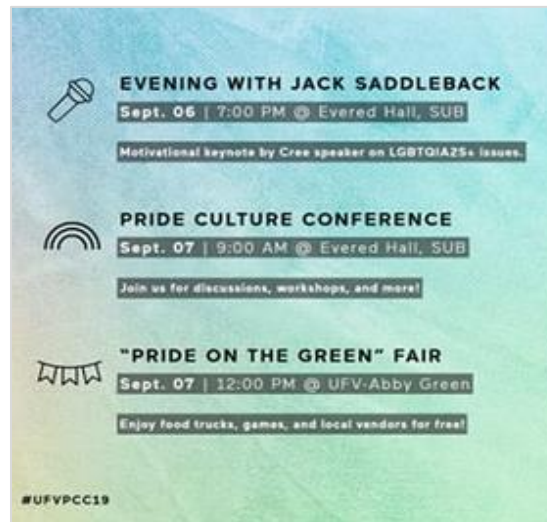 EVENING WITH JACK SADDLEBACK
Sept. 06 | 7:00 PM @ Evered Hall, SUB
Motivational keynote by Cree speaker on LGBTQIA2S+ issues.
PRIDE CULTURE CONFERENCE
Sept. 07 | 9:00 AM @ Evered Hall, SUB
Join us for discussions, workshops, and more!
“PRIDE ON THE GREEN” FAIR
Sept. 07 | 12:00 PM @ UFV-Abby Green
Enjoy food trucks, games, and local vendors for free!
#UFVPCC19